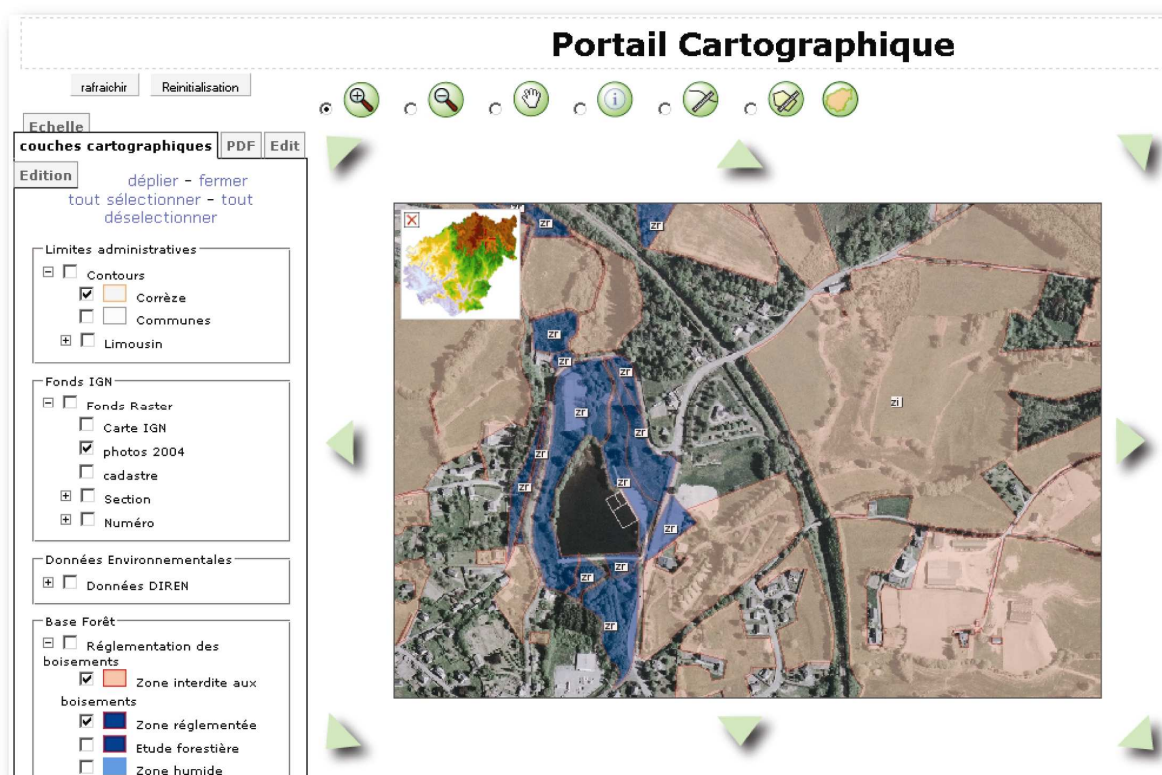 Portail Cartographique
rafraichir
Reinitialisation
Echelle
couches cartographiques
PDF
Edit
Edition
déplier - fermer
tout sélectionner - tout
déselectionner
Limites administratives
Contours
Corrèze
Communes
Limousin
Fonds IGN
Fonds Raster
Carte IGN
photos 2004
cadastre
Section
Numéro
Données Environnementales
Données DIREN
Base Forêt
Réglementation des
boisements
Zone interdite aux
boisements
Zone réglementée
Etude forestière
Zone humide
zr
zr
zr
zr
zr
zr
zr
zr
zi
zr
zr
zr
zr
zr
zr
zr